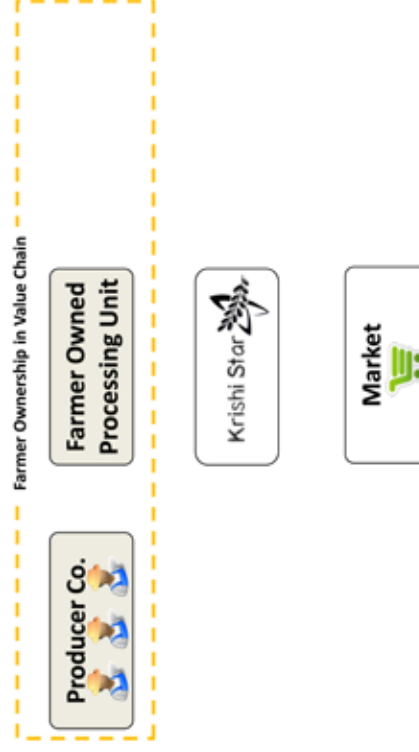 Farmer Ownership in Value Chain
Producer Co.
Farmer Owned
Processing Unit
Krishi Star
Market